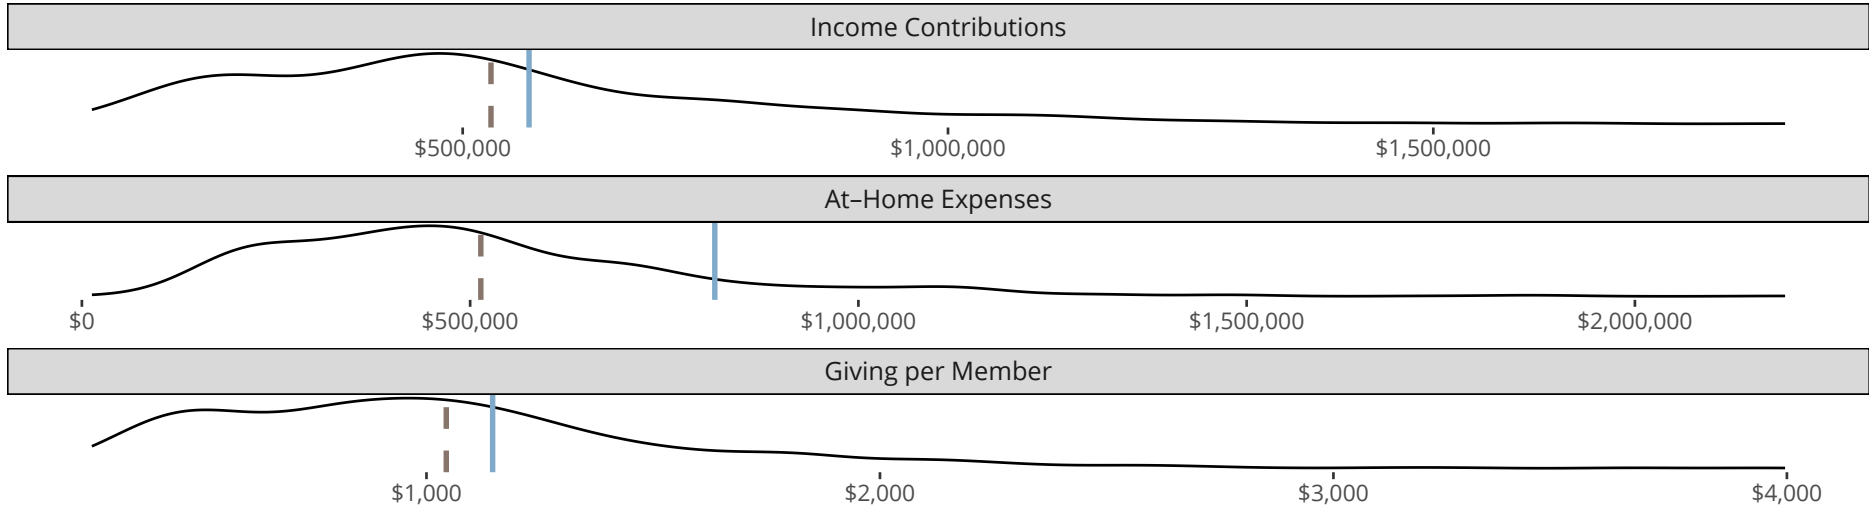 Income Contributions
$500,000 $1,000,000 $1,500,000
At–Home Expenses
$0 $500,000 $1,000,000 $1,500,000 $2,000,000
Giving per Member
$1,000 $2,000 $3,000 $4,000